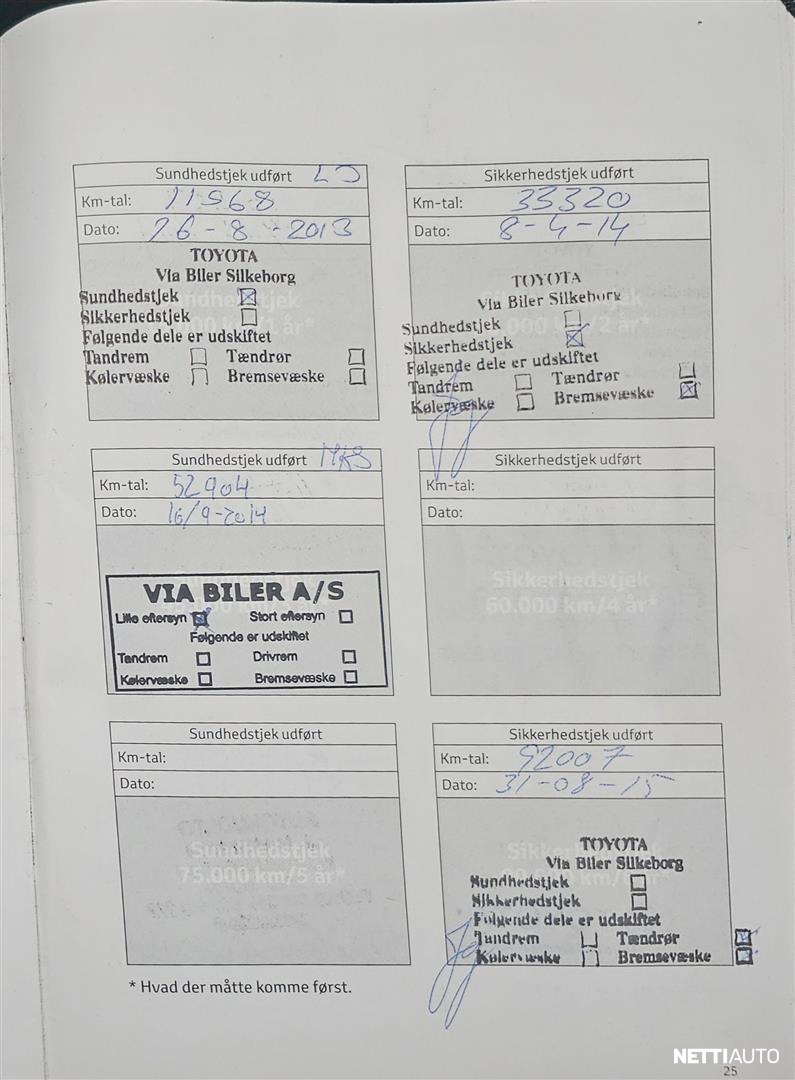 Sundhedstjek udført LJ
Km-tal: 11968
Dato: 26-8-2013
TOYOTA
Via Biler Silkeborg
Sundhedstjek
Sikkerhedstjek
Følgende dele er udskiftet
Tandrem Tændrør
Kølervæske Bremsevæske
Sikkerhedstjek udført
Km-tal: 33320
Dato: 8-4-14
TOYOTA
Via Biler Silkeborg
Sundhedstjek
Sikkerhedstjek
Følgende dele er udskiftet
Tandrem Tændrør
Kølervæske Bremsevæske
Sundhedstjek udført MKS
Km-tal: 52904
Dato: 16/9-2014
VIA BILER A/S
Lille eftersyn Stort eftersyn
Følgende er udskiftet
Tandrem Drivrem
Kølervæske Bremsevæske
Sikkerhedstjek udført
Km-tal:
Dato:
Sikkerhedstjek
60.000 km/4 år*
Sundhedstjek udført
Km-tal:
Dato:
Sundhedstjek
75.000 km/5 år*
Sikkerhedstjek udført
Km-tal: 92007
Dato: 31-08-15
TOYOTA
Via Biler Silkeborg
Sundhedstjek
Sikkerhedstjek
Følgende dele er udskiftet
Tandrem Tændrør
Kølervæske Bremsevæske
* Hvad der måtte komme først.
NETTIAUTO
25